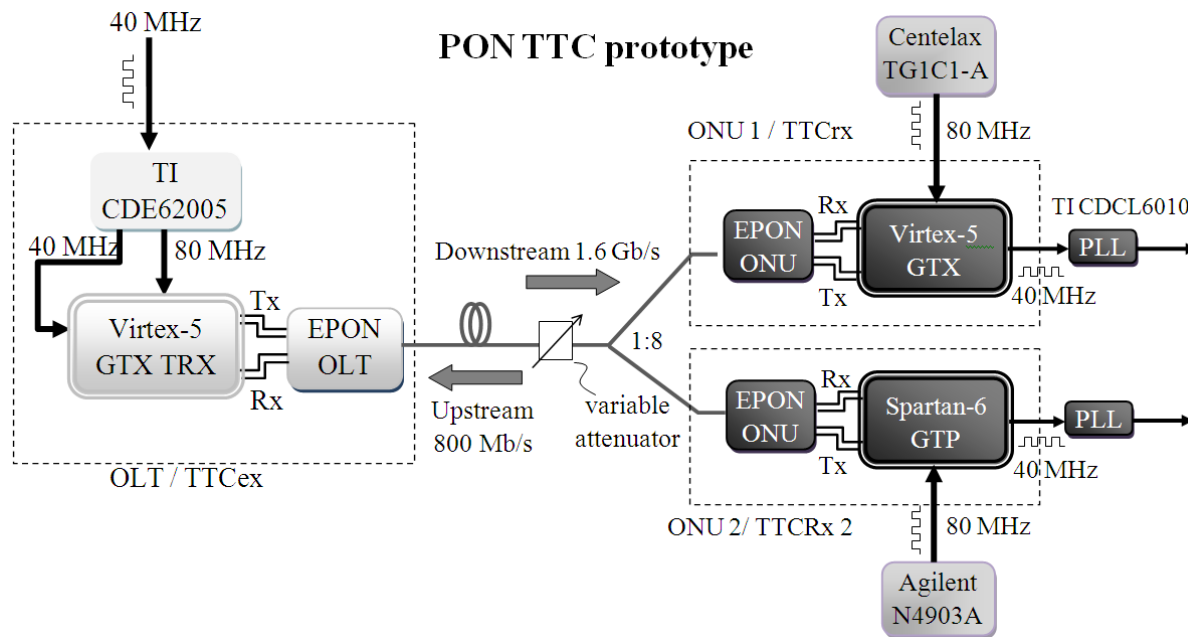 PON TTC prototype
40 MHz
TI
CDE62005
40 MHz
80 MHz
Virtex-5
GTX TRX
Tx
Rx
EPON
OLT
OLT / TTCex
Downstream 1.6 Gb/s
Upstream
800 Mb/s
variable
attenuator
1:8
Centelax
TG1C1-A
80 MHz
ONU 1 / TTCrx
EPON
ONU
Rx
Tx
Virtex-5
GTX
TI CDCL6010
PLL
40 MHz
EPON
ONU
Rx
Tx
Spartan-6
GTP
PLL
40 MHz
ONU 2/ TTCRx 2
80 MHz
Agilent
N4903A